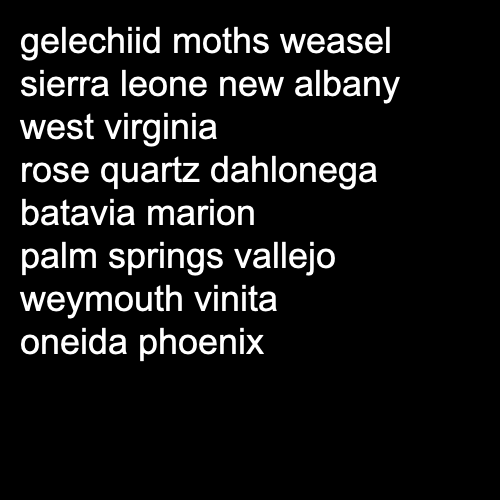 gelechiid moths weasel
sierra leone new albany
west virginia
rose quartz dahlonega
batavia marion
palm springs vallejo
weymouth vinita
oneida phoenix